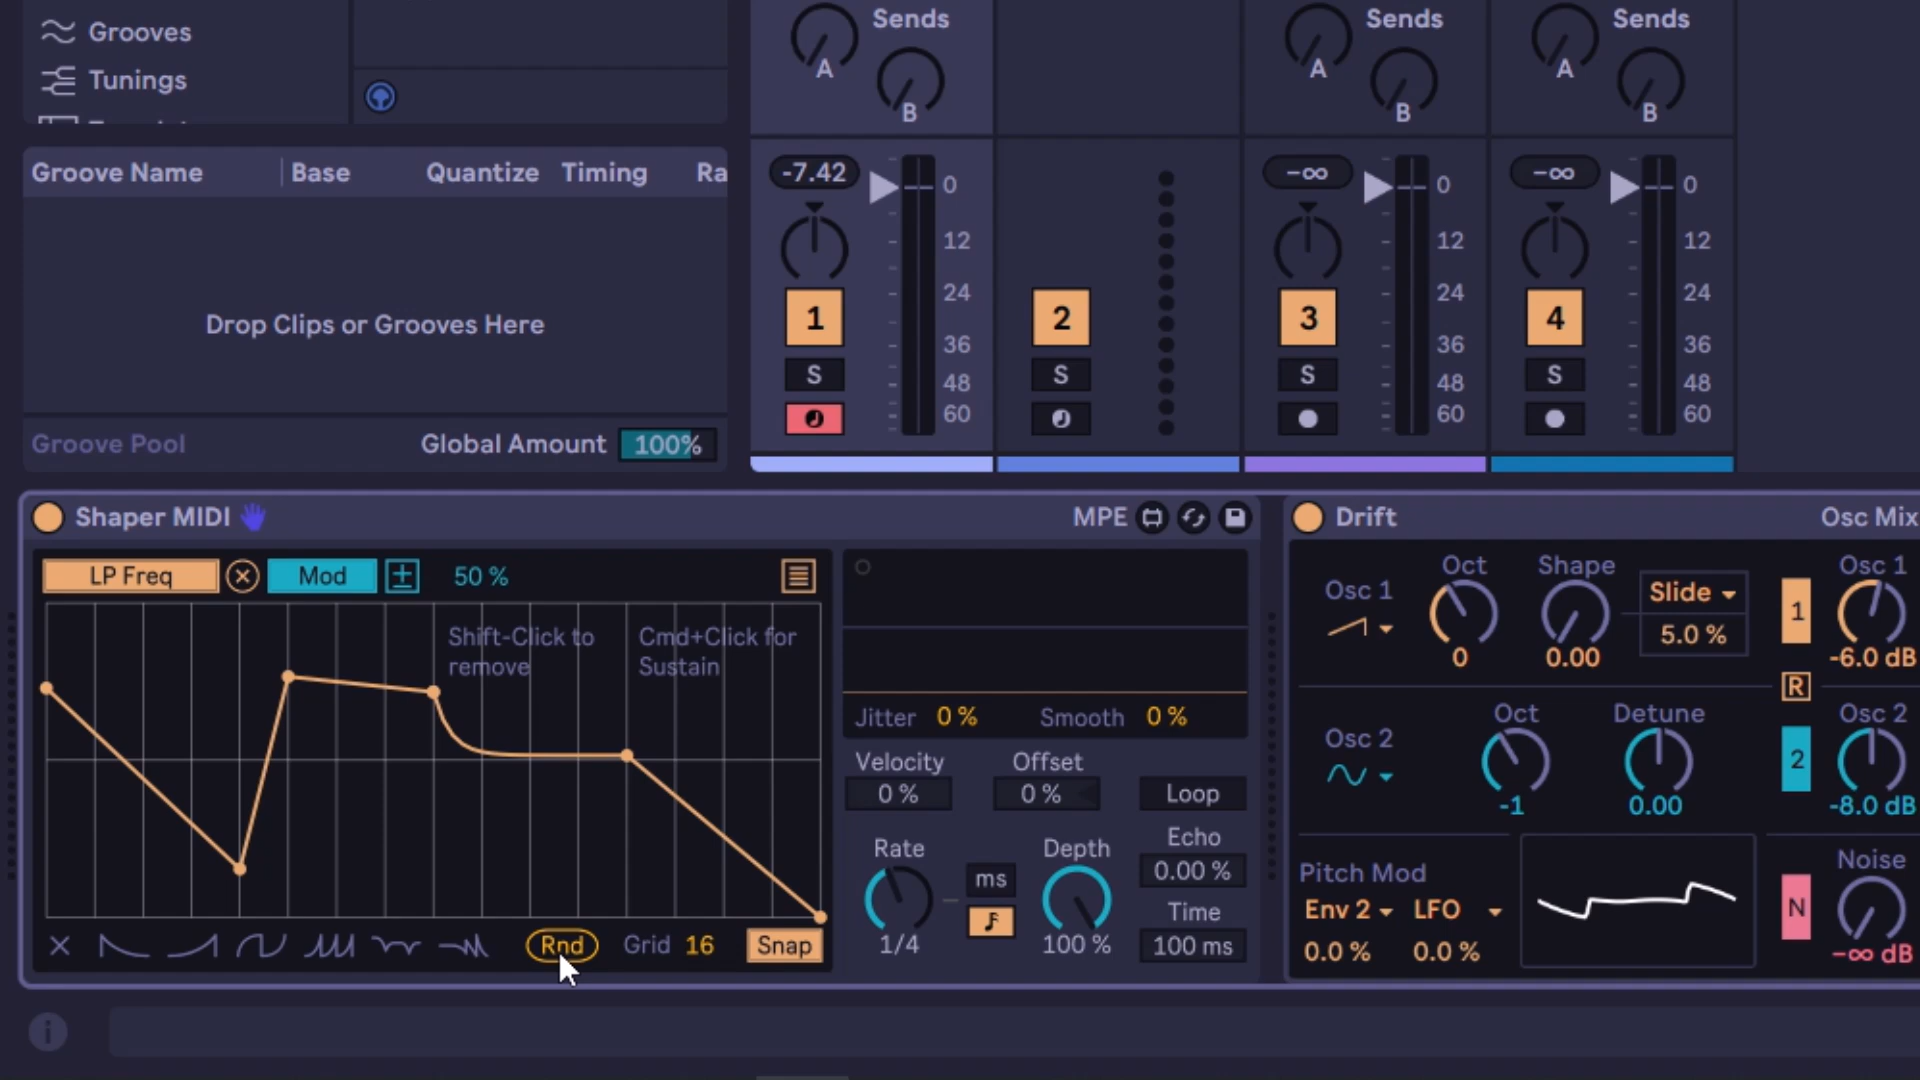 Grooves
Tunings
Groove Name Base Quantize Timing Ra
Drop Clips or Grooves Here
Groove Pool Global Amount 100%
Sends
A
B
-7.42
0
12
24
36
48
60
1
S
2
S
Sends
A
B
-∞
0
12
24
36
48
60
3
S
Sends
A
B
-∞
0
12
24
36
48
60
4
S
Shaper MIDI MPE
LP Freq Mod 50 %
Shift-Click to
remove
Cmd+Click for
Sustain
Rnd Grid 16 Snap
Jitter 0 % Smooth 0 %
Velocity
0 %
Offset
0 %
Loop
Rate
1/4
ms
Depth
100 %
Echo
0.00 %
Time
100 ms
Drift Osc Mix
Osc 1
Oct
0
Shape
0.00
Slide
5.0 %
1
Osc 1
-6.0 dB
R
Osc 2
Oct
-1
Detune
0.00
2
Osc 2
-8.0 dB
Pitch Mod
Env 2 LFO
0.0 % 0.0 %
N
Noise
-∞ dB